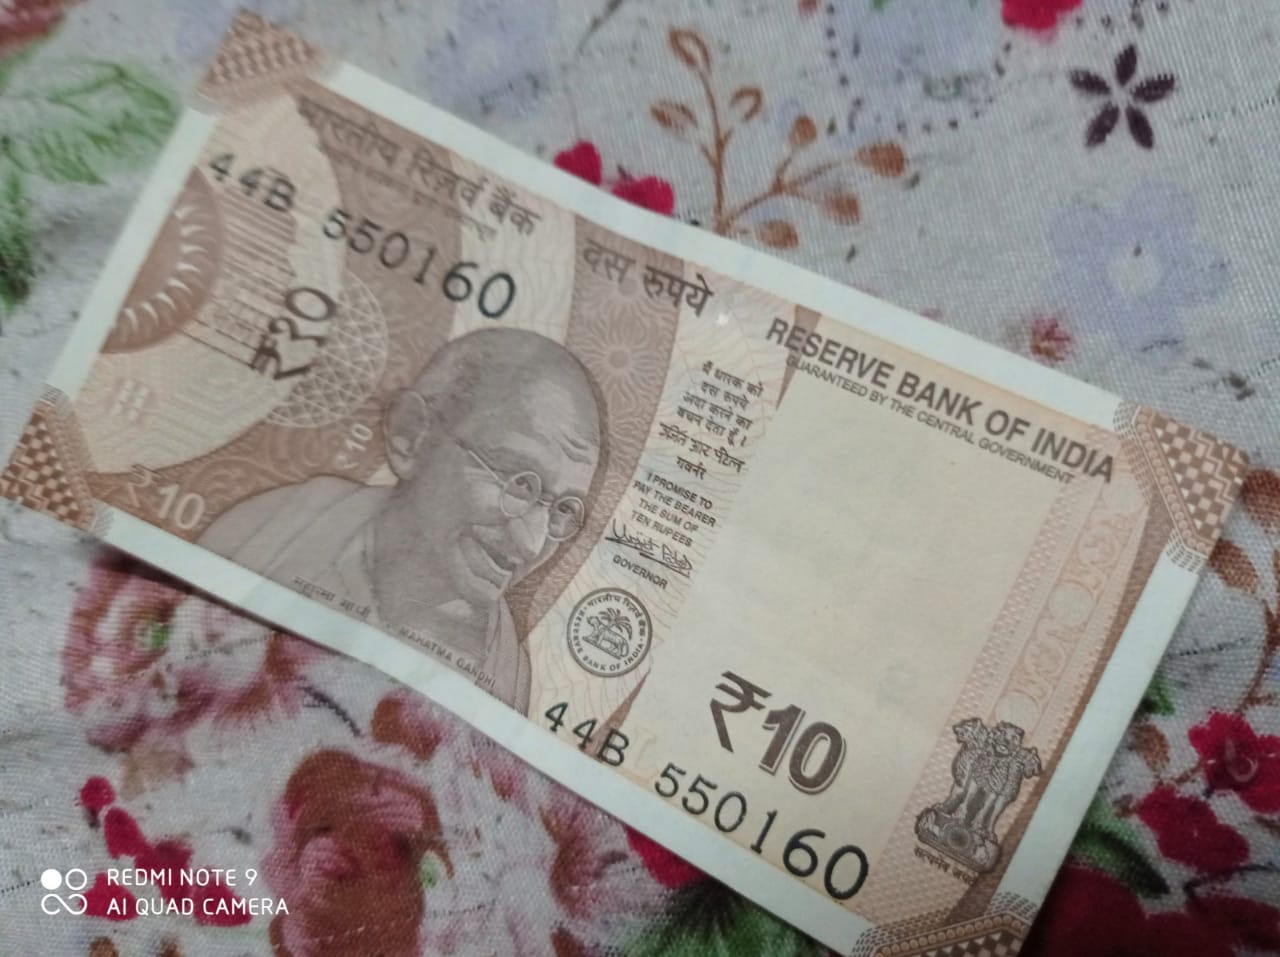 भारतीय रिज़र्व बैंक
44B 550160
दस रुपये
₹१०
₹10
₹10
महात्मा गांधी
MAHATMA GANDHI
मैं धारक को
दस रुपये
अदा करने का
वचन देता हूँ।
गवर्नर
I PROMISE TO
PAY THE BEARER
THE SUM OF
TEN RUPEES
GOVERNOR
भारतीय रिज़र्व बैंक
RESERVE BANK OF INDIA
RESERVE BANK OF INDIA
GUARANTEED BY THE CENTRAL GOVERNMENT
₹10
44B 550160
सत्यमेव जयते
REDMI NOTE 9
AI QUAD CAMERA